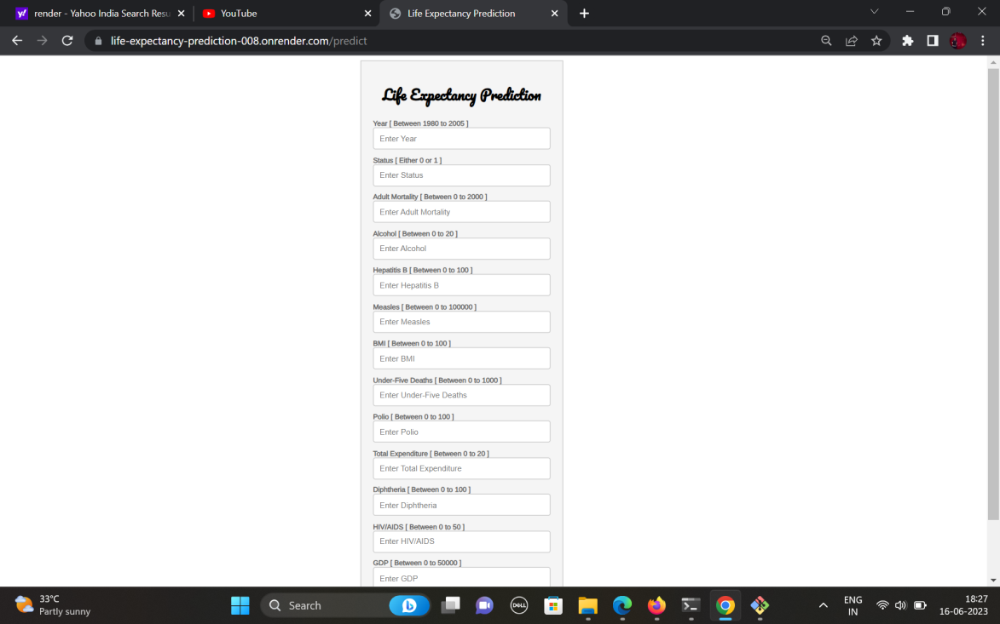 render - Yahoo India Search Resu
YouTube
Life Expectancy Prediction
life-expectancy-prediction-008.onrender.com/predict
Life Expectancy Prediction
Year [ Between 1980 to 2005 ]
Enter Year
Status [ Either 0 or 1 ]
Enter Status
Adult Mortality [ Between 0 to 2000 ]
Enter Adult Mortality
Alcohol [ Between 0 to 20 ]
Enter Alcohol
Hepatitis B [ Between 0 to 100 ]
Enter Hepatitis B
Measles [ Between 0 to 100000 ]
Enter Measles
BMI [ Between 0 to 100 ]
Enter BMI
Under-Five Deaths [ Between 0 to 1000 ]
Enter Under-Five Deaths
Polio [ Between 0 to 100 ]
Enter Polio
Total Expenditure [ Between 0 to 20 ]
Enter Total Expenditure
Diphtheria [ Between 0 to 100 ]
Enter Diphtheria
HIV/AIDS [ Between 0 to 50 ]
Enter HIV/AIDS
GDP [ Between 0 to 50000 ]
Enter GDP
33°C
Partly sunny
Search
DELL
ENG
IN
18:27
16-06-2023